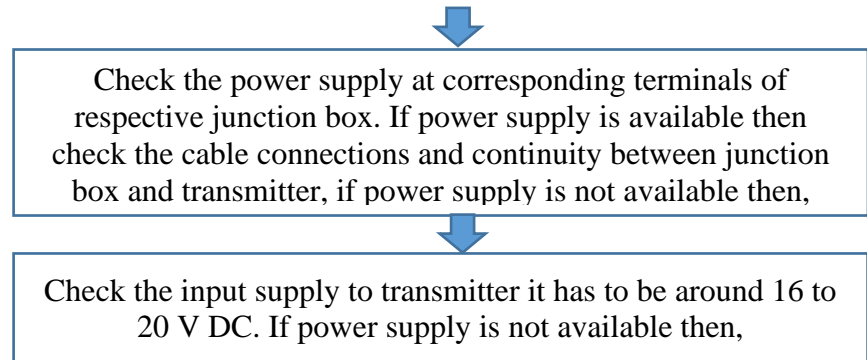 Check the power supply at corresponding terminals of
respective junction box. If power supply is available then
check the cable connections and continuity between junction
box and transmitter, if power supply is not available then,
Check the input supply to transmitter it has to be around 16 to
20 V DC. If power supply is not available then,